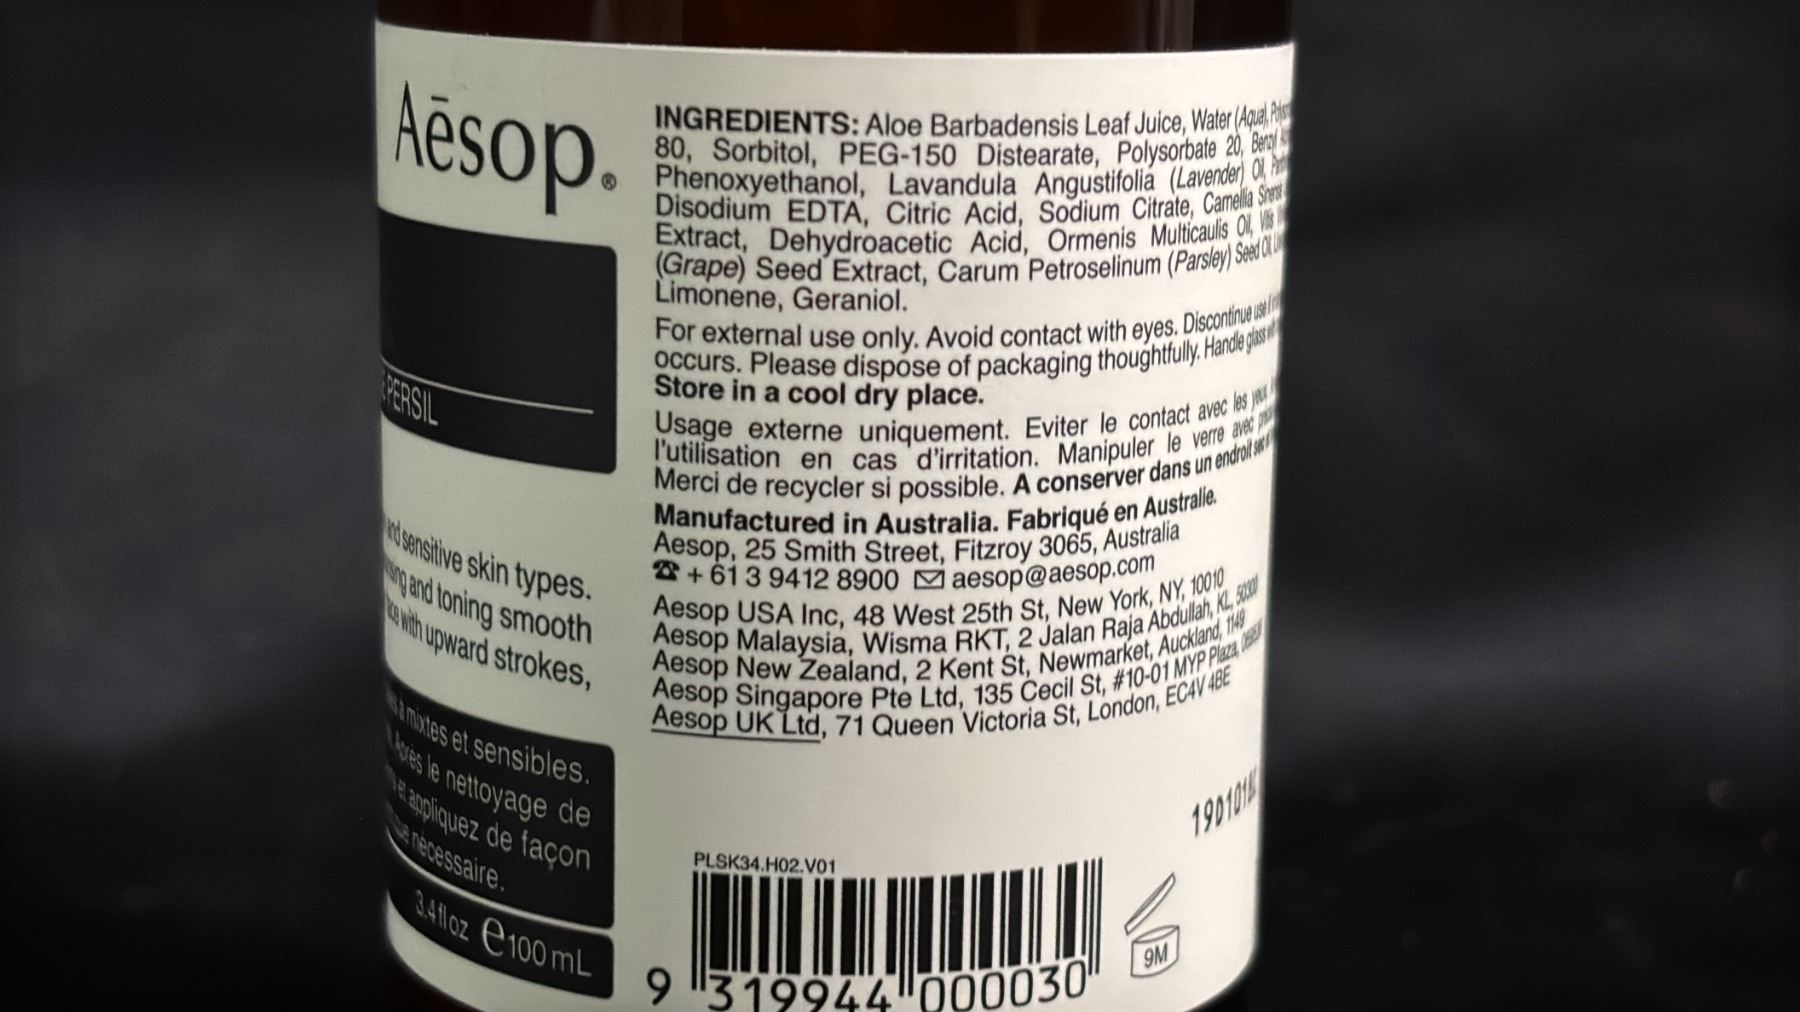 Aēsop®
PERSIL
and sensitive skin types.
and toning smooth
with upward strokes,
à mixtes et sensibles.
Après le nettoyage de
et appliquez de façon
nécessaire.
3.4 fl oz ℮100 mL
INGREDIENTS: Aloe Barbadensis Leaf Juice, Water (Aqua),
80, Sorbitol, PEG-150 Distearate, Polysorbate 20, Benzyl
Phenoxyethanol, Lavandula Angustifolia (Lavender) Oil,
Disodium EDTA, Citric Acid, Sodium Citrate, Camellia Sinensis
Extract, Dehydroacetic Acid, Ormenis Multicaulis Oil, Vitis
(Grape) Seed Extract, Carum Petroselinum (Parsley) Seed Oil,
Limonene, Geraniol.
For external use only. Avoid contact with eyes. Discontinue use if
occurs. Please dispose of packaging thoughtfully. Handle glass
Store in a cool dry place.
Usage externe uniquement. Eviter le contact avec les yeux.
l'utilisation en cas d'irritation. Manipuler le verre avec
Merci de recycler si possible. A conserver dans un endroit sec
Manufactured in Australia. Fabriqué en Australie.
Aesop, 25 Smith Street, Fitzroy 3065, Australia
☎ + 61 3 9412 8900 ✉ aesop@aesop.com
Aesop USA Inc, 48 West 25th St, New York, NY, 10010
Aesop Malaysia, Wisma RKT, 2 Jalan Raja Abdullah, KL, 50300
Aesop New Zealand, 2 Kent St, Newmarket, Auckland, 1149
Aesop Singapore Pte Ltd, 135 Cecil St, #10-01 MYP Plaza,
Aesop UK Ltd, 71 Queen Victoria St, London, EC4V 4BE
PLSK34.H02.V01
9 319944 000030
9M